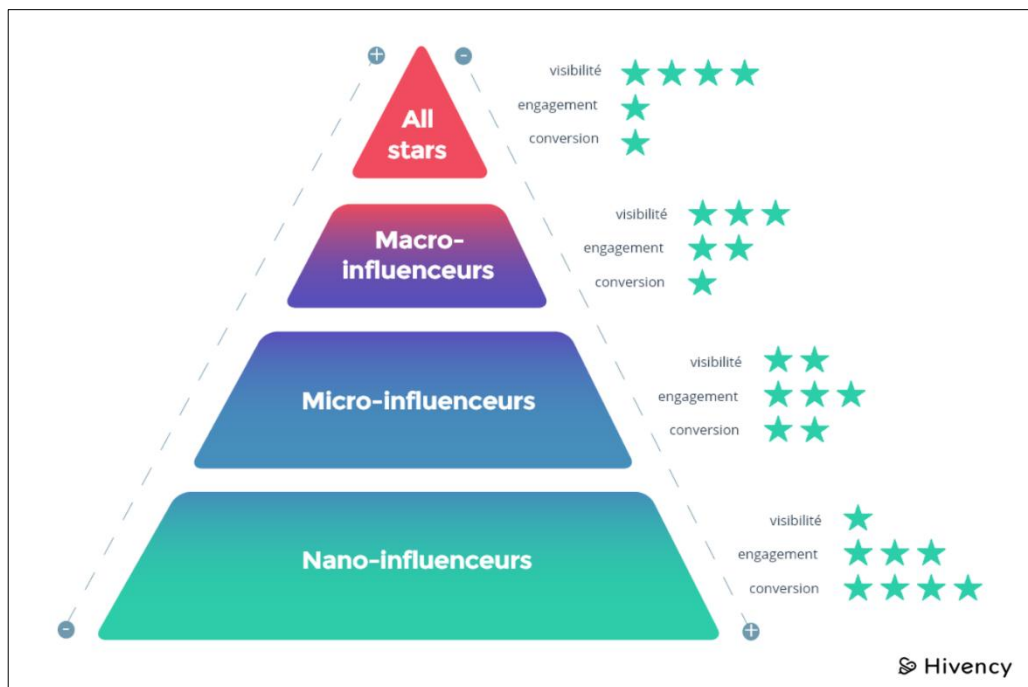 +
-
All
stars
visibilité
engagement
conversion
Macro-
influenceurs
visibilité
engagement
conversion
Micro-influenceurs
visibilité
engagement
conversion
Nano-influenceurs
visibilité
engagement
conversion
-
+
Hivency